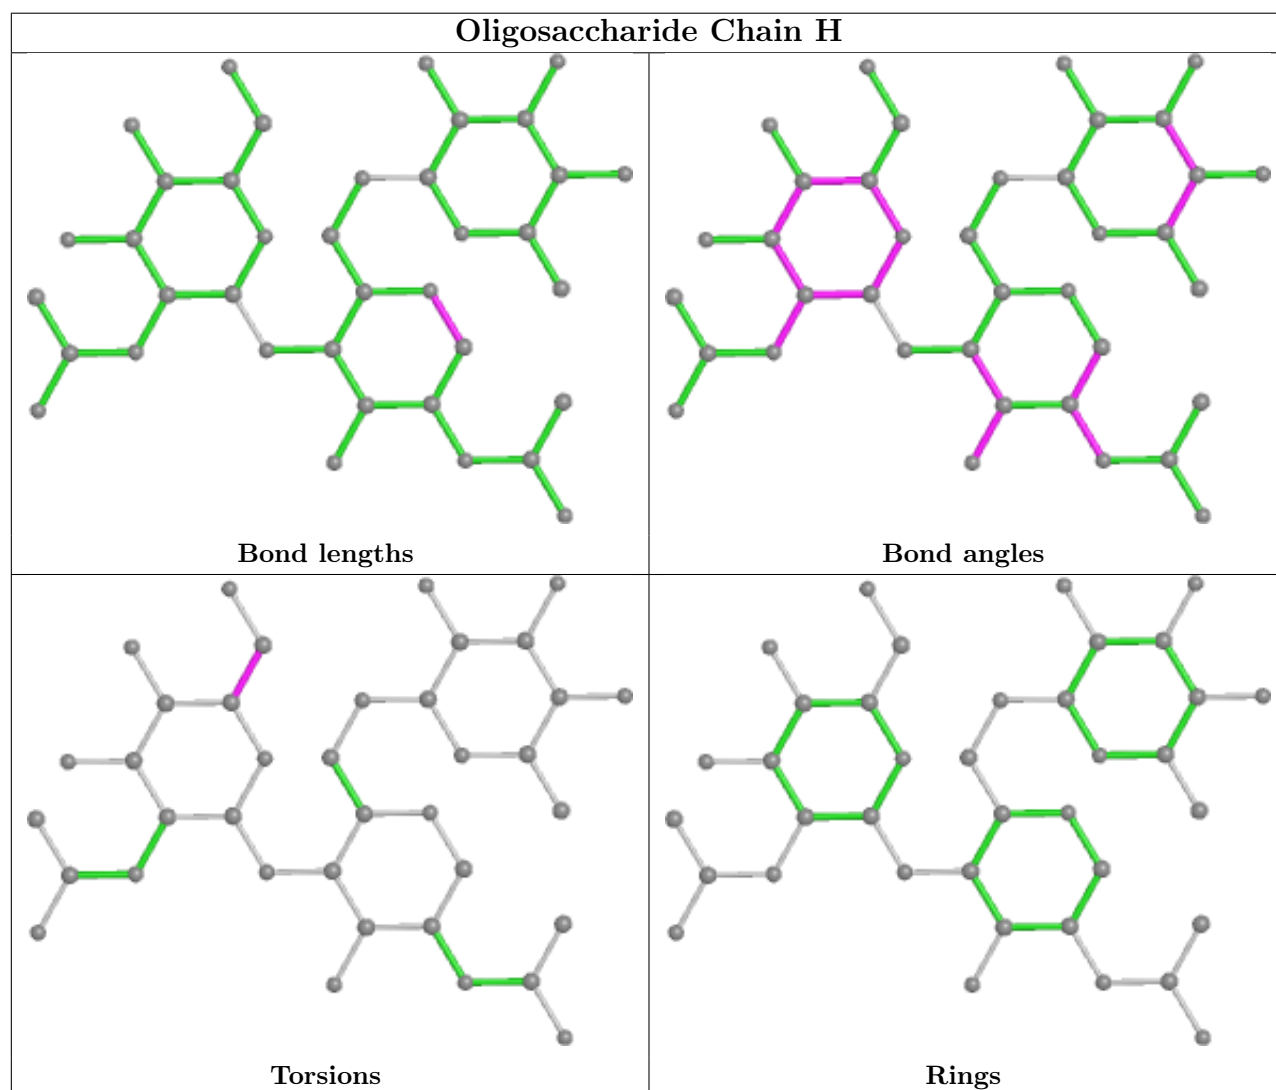 Oligosaccharide Chain H
Bond lengths
Bond angles
Torsions
Rings